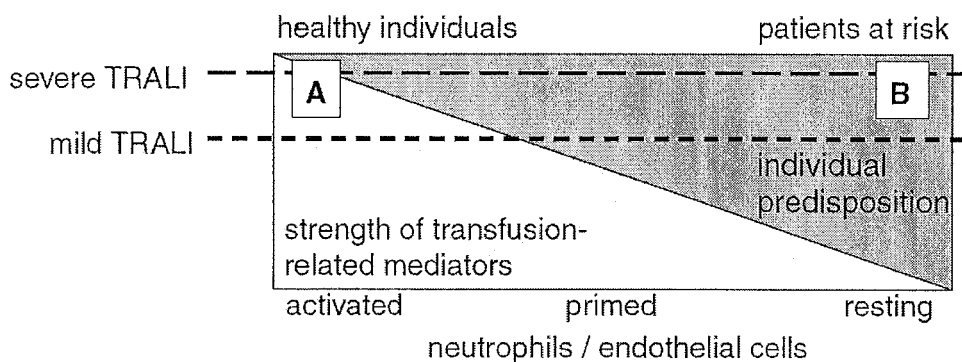 healthy individuals patients at risk
severe TRALI
A B
mild TRALI
individual
predisposition
strength of transfusion-
related mediators
activated primed resting
neutrophils / endothelial cells